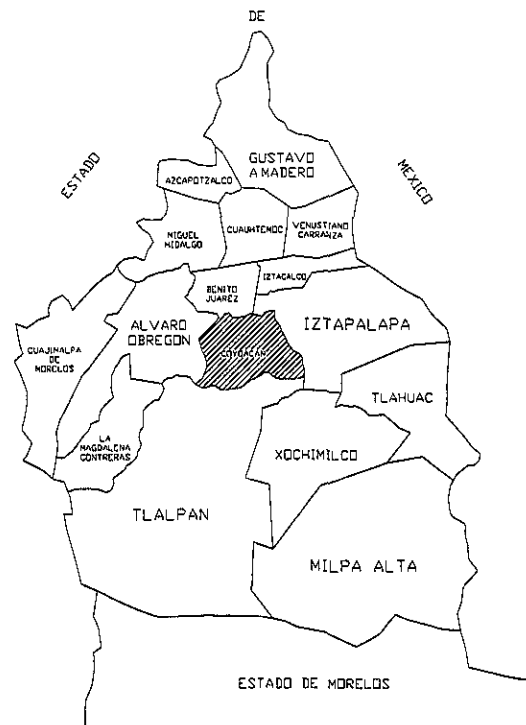 DE
ESTADO
MEXICO
GUSTAVO
A MADERO
AZCAPOTZALCO
MIGUEL
HIDALGO
CUAUHTEMOC
VENUSTIANO
CARRANZA
IZTACALCO
BENITO
JUAREZ
ALVARO
OBREGON
COYOACAN
IZTAPALAPA
CUAJIMALPA
DE
MORELOS
TLAHUAC
LA
MAGDALENA
CONTRERAS
XOCHIMILCO
TLALPAN
MILPA ALTA
ESTADO DE MORELOS